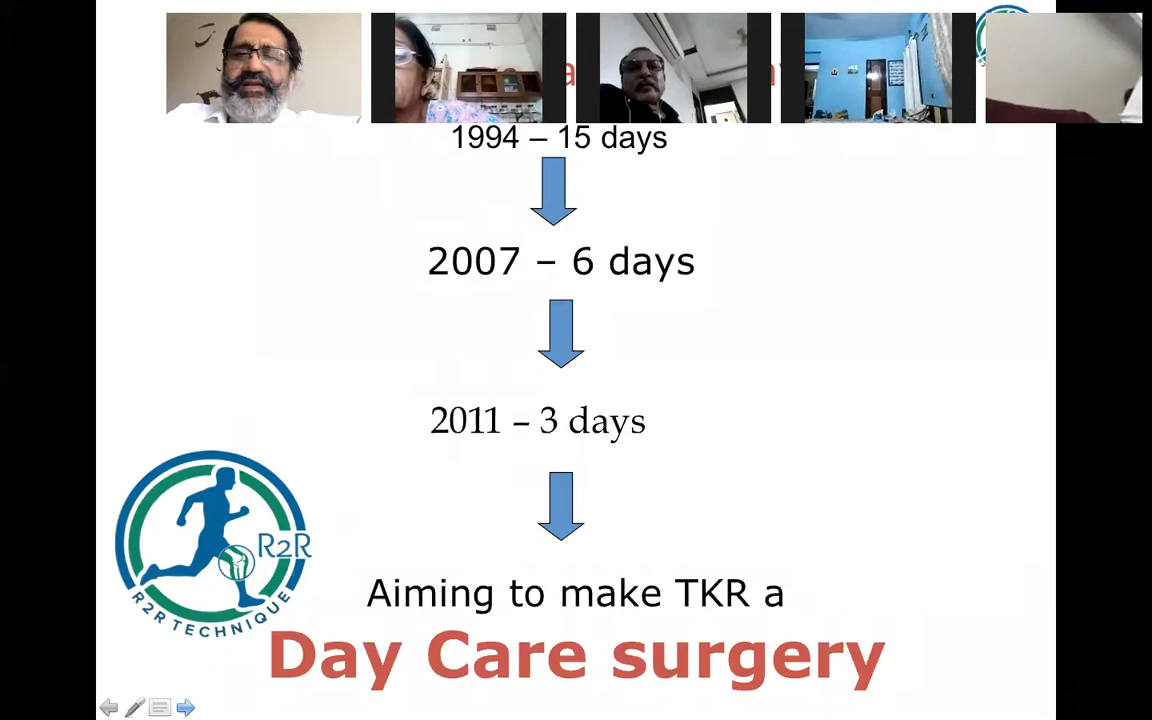 1994 – 15 days
2007 – 6 days
2011 – 3 days
R2R
R2R TECHNIQUE
Aiming to make TKR a
Day Care surgery